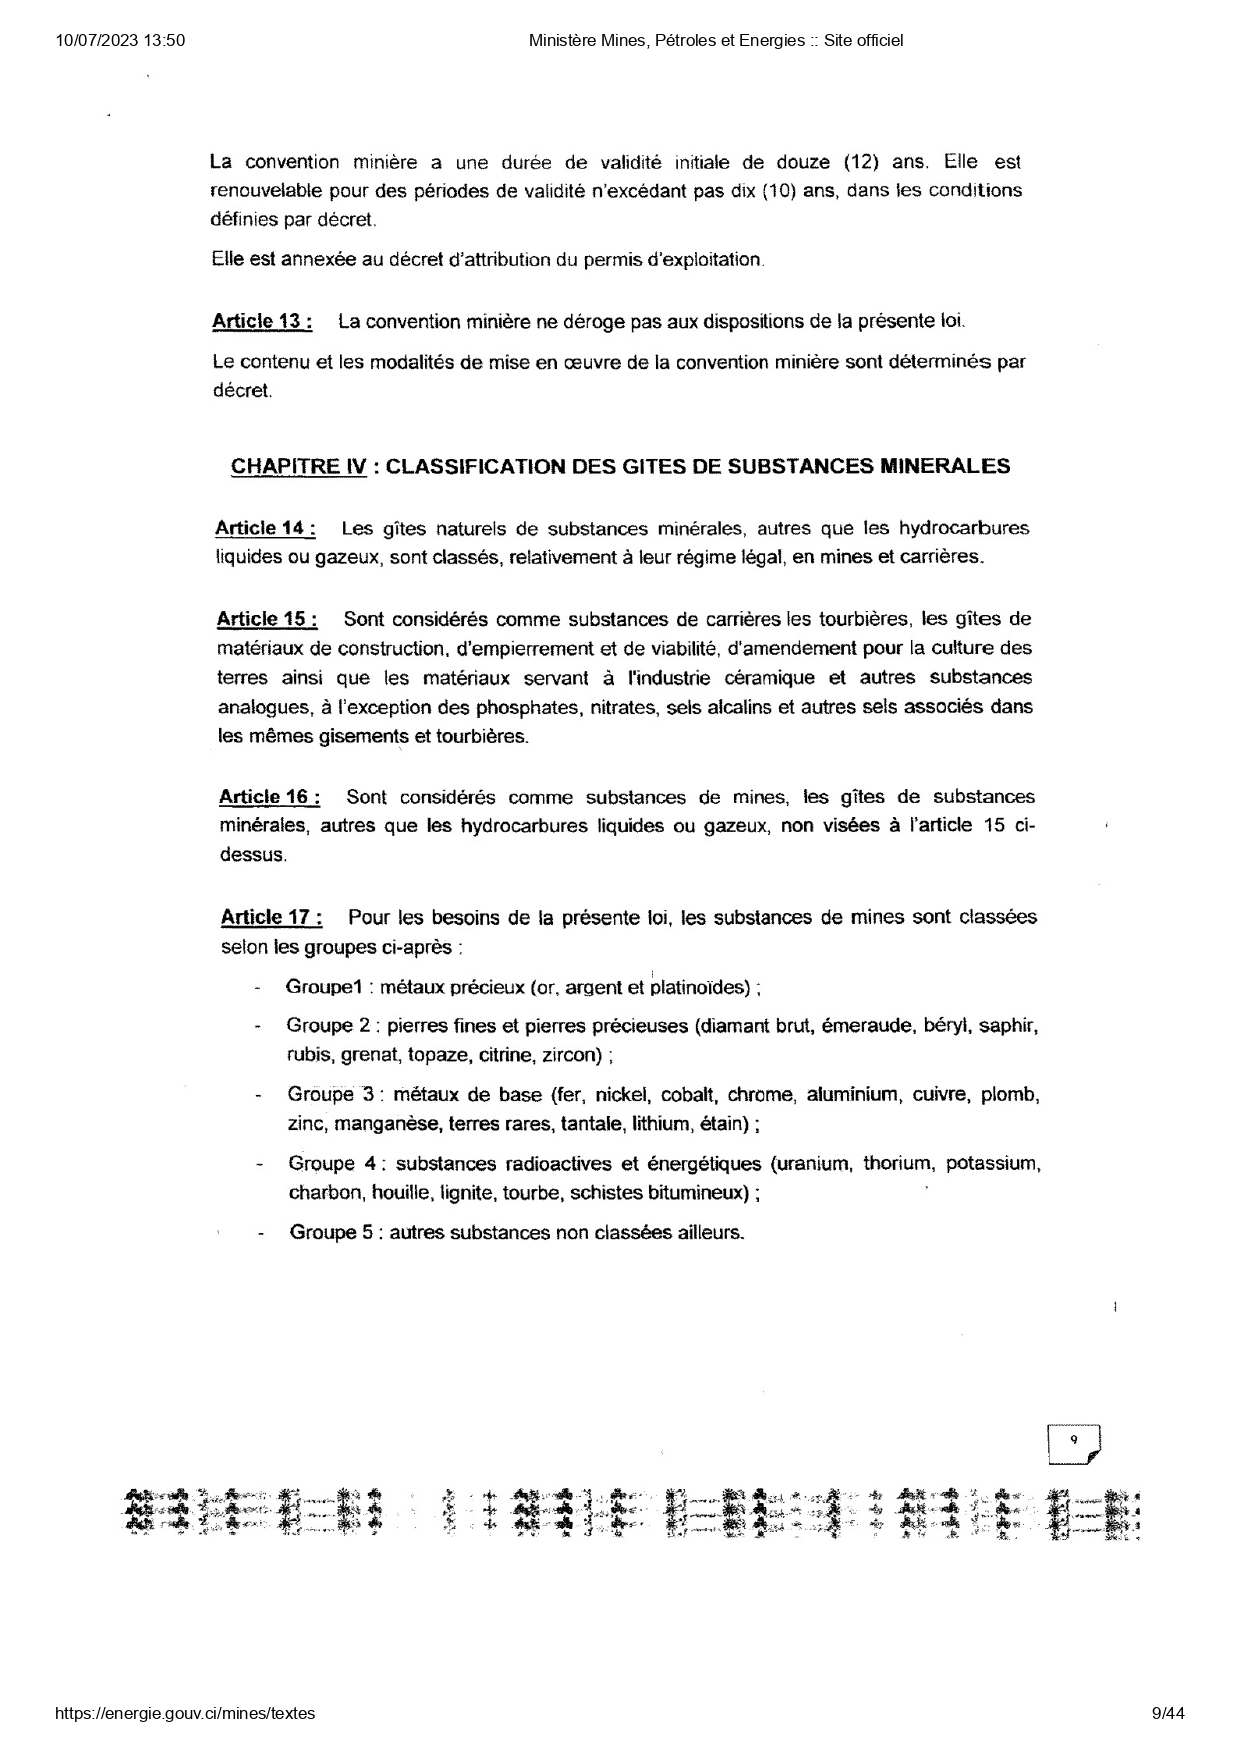 10/07/2023 13:50
Ministère Mines, Pétroles et Energies :: Site officiel
La convention minière a une durée de validité initiale de douze (12) ans. Elle est
renouvelable pour des périodes de validité n'excédant pas dix (10) ans, dans les conditions
définies par décret.
Elle est annexée au décret d'attribution du permis d'exploitation.
Article 13 : La convention minière ne déroge pas aux dispositions de la présente loi.
Le contenu et les modalités de mise en œuvre de la convention minière sont déterminés par
décret.
CHAPITRE IV : CLASSIFICATION DES GITES DE SUBSTANCES MINERALES
Article 14 : Les gîtes naturels de substances minérales, autres que les hydrocarbures
liquides ou gazeux, sont classés, relativement à leur régime légal, en mines et carrières.
Article 15 : Sont considérés comme substances de carrières les tourbières, les gîtes de
matériaux de construction, d'empierrement et de viabilité, d'amendement pour la culture des
terres ainsi que les matériaux servant à l'industrie céramique et autres substances
analogues, à l'exception des phosphates, nitrates, sels alcalins et autres sels associés dans
les mêmes gisements et tourbières.
Article 16 : Sont considérés comme substances de mines, les gîtes de substances
minérales, autres que les hydrocarbures liquides ou gazeux, non visées à l'article 15 ci-
dessus.
Article 17 : Pour les besoins de la présente loi, les substances de mines sont classées
selon les groupes ci-après :
- Groupe1 : métaux précieux (or, argent et platinoïdes) ;
- Groupe 2 : pierres fines et pierres précieuses (diamant brut, émeraude, béryl, saphir,
rubis, grenat, topaze, citrine, zircon) ;
- Groupe 3 : métaux de base (fer, nickel, cobalt, chrome, aluminium, cuivre, plomb,
zinc, manganèse, terres rares, tantale, lithium, étain) ;
- Groupe 4 : substances radioactives et énergétiques (uranium, thorium, potassium,
charbon, houille, lignite, tourbe, schistes bitumineux) ;
- Groupe 5 : autres substances non classées ailleurs.
9
https://energie.gouv.ci/mines/textes
9/44